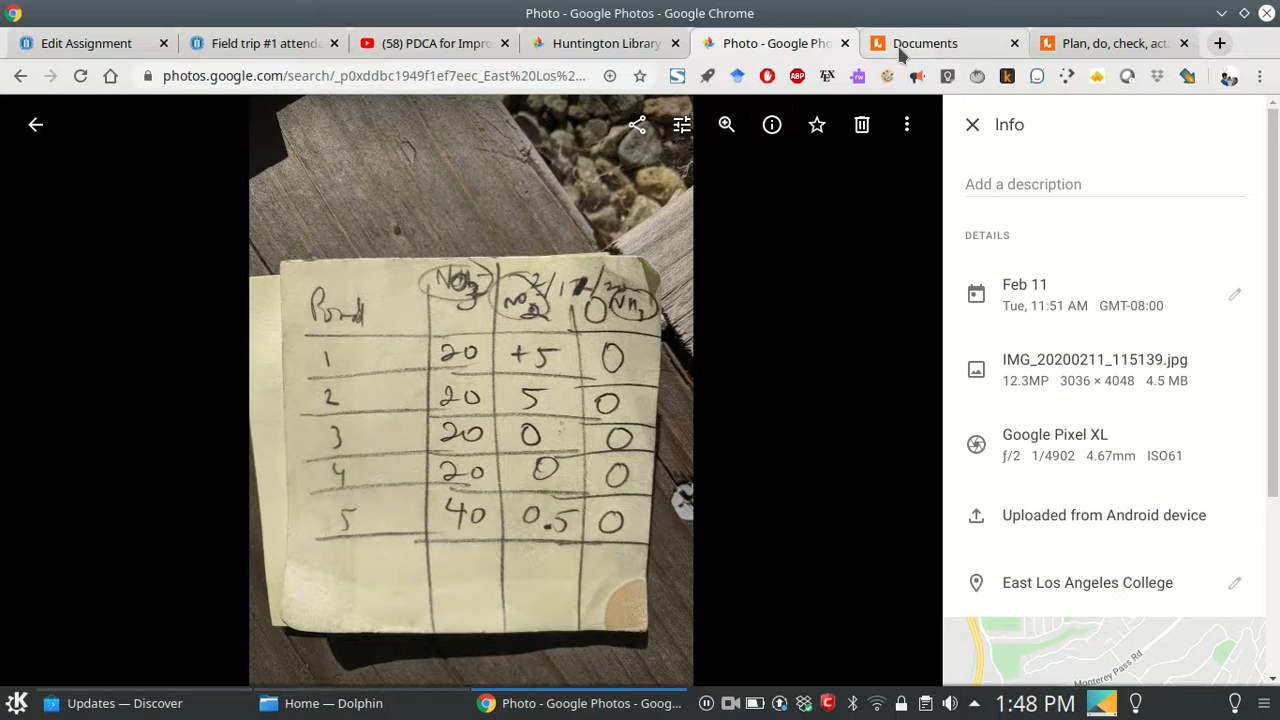 Photo - Google Photos - Google Chrome
Edit Assignment
Field trip #1 attend
(58) PDCA for Impro
Huntington Library
Photo - Google Pho
Documents
Plan, do, check, act
photos.google.com/search/_p0xddbc1949f1ef7eec_East%20Los%2...
ABP
Info
Add a description
DETAILS
Feb 11
Tue, 11:51 AM GMT-08:00
IMG_20200211_115139.jpg
12.3MP 3036 × 4048 4.5 MB
Google Pixel XL
ƒ/2 1/4902 4.67mm ISO61
Uploaded from Android device
East Los Angeles College
Monterey Pass Rd
Pond NO3 NO2 NH3
1 20 +5 0
2 20 5 0
3 20 0 0
4 20 0 0
5 40 0.5 0
Updates — Discover
Home — Dolphin
Photo - Google Photos - Goog...
1:48 PM